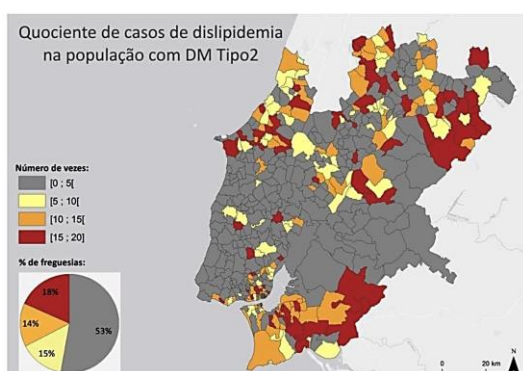 Quociente de casos de dislipidemia
na população com DM Tipo2
Número de vezes:
[0 ; 5[
[5 ; 10[
[10 ; 15[
[15 ; 20]
% de freguesias:
18%
14%
53%
15%
0
20 km
N